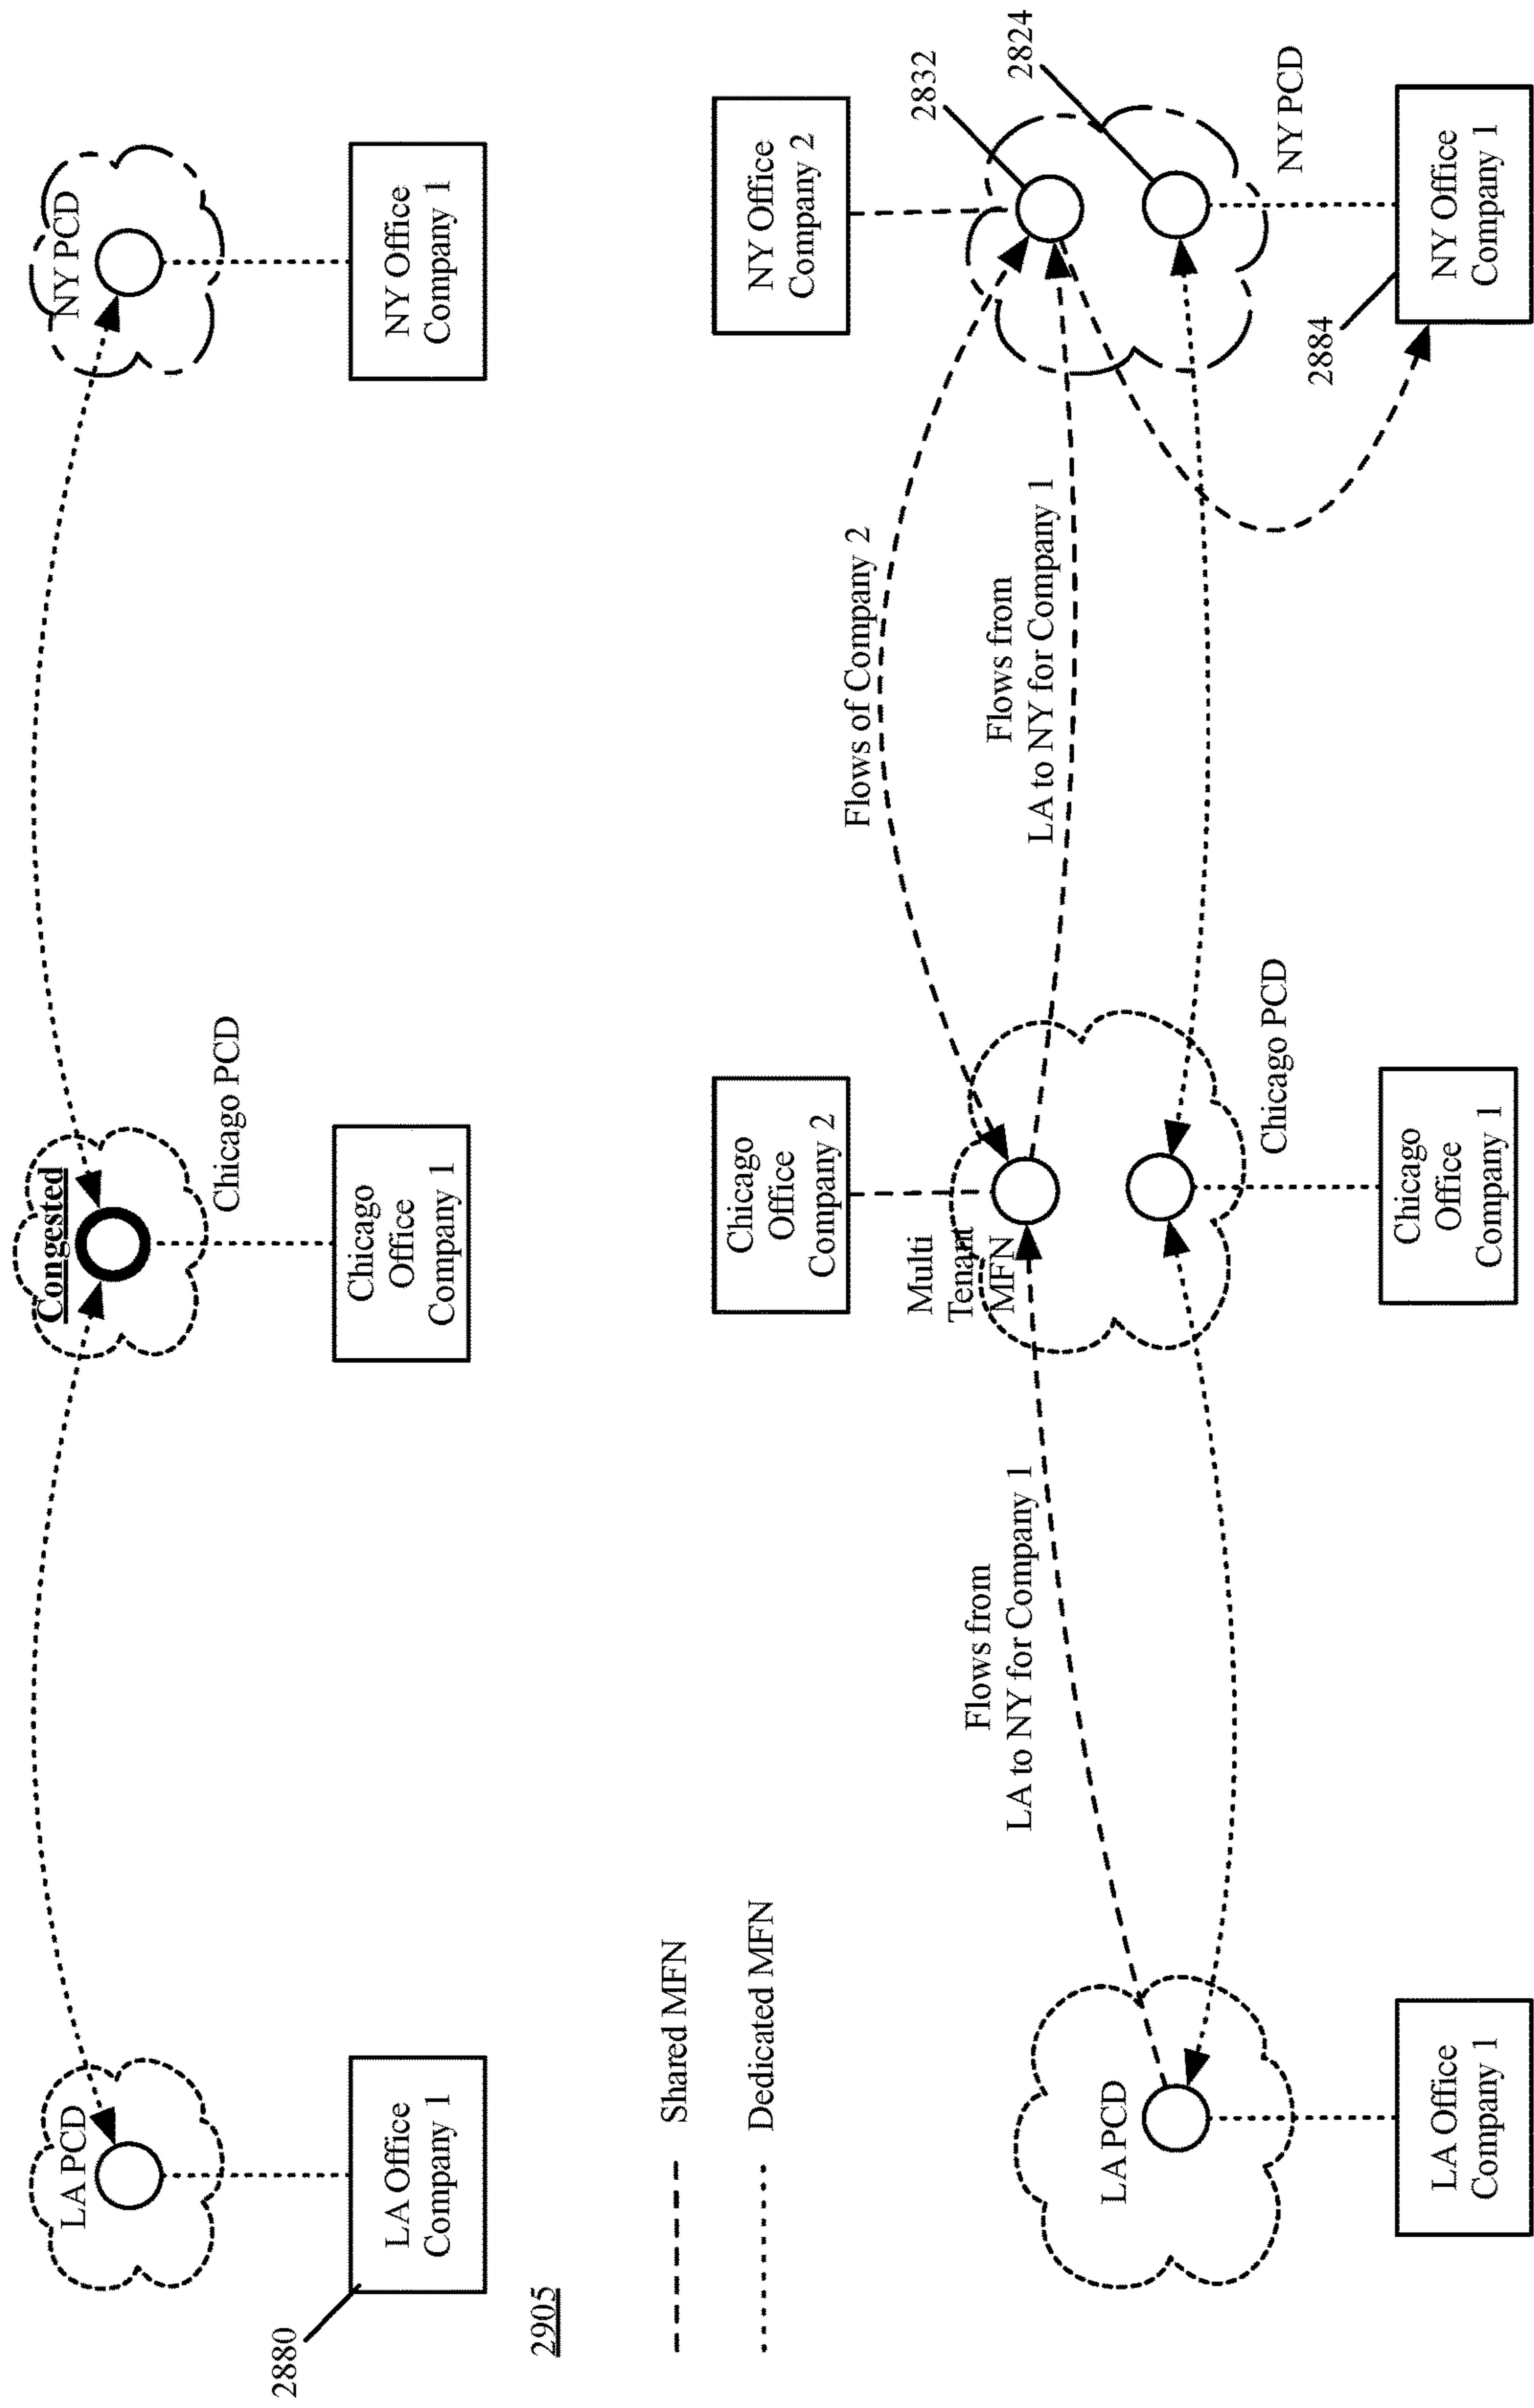 LA PCD
Congested
Chicago PCD
NY PCD
2880
LA Office
Company 1
Chicago
Office
Company 1
NY Office
Company 1
2905
Shared MFN
Dedicated MFN
Chicago
Office
Company 2
NY Office
Company 2
Flows of Company 2
Multi
Tenant
MFN
2832
2824
Flows from
LA to NY for Company 1
Flows from
LA to NY for Company 1
LA PCD
Chicago PCD
NY PCD
2884
LA Office
Company 1
Chicago
Office
Company 1
NY Office
Company 1